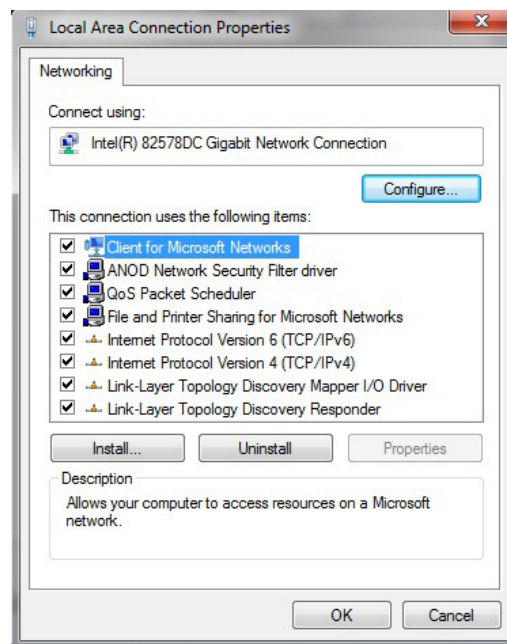 Local Area Connection Properties
Networking
Connect using:
Intel(R) 82578DC Gigabit Network Connection
Configure...
This connection uses the following items:
Client for Microsoft Networks
ANOD Network Security Filter driver
QoS Packet Scheduler
File and Printer Sharing for Microsoft Networks
Internet Protocol Version 6 (TCP/IPv6)
Internet Protocol Version 4 (TCP/IPv4)
Link-Layer Topology Discovery Mapper I/O Driver
Link-Layer Topology Discovery Responder
Install... Uninstall Properties
Description
Allows your computer to access resources on a Microsoft
network.
OK Cancel